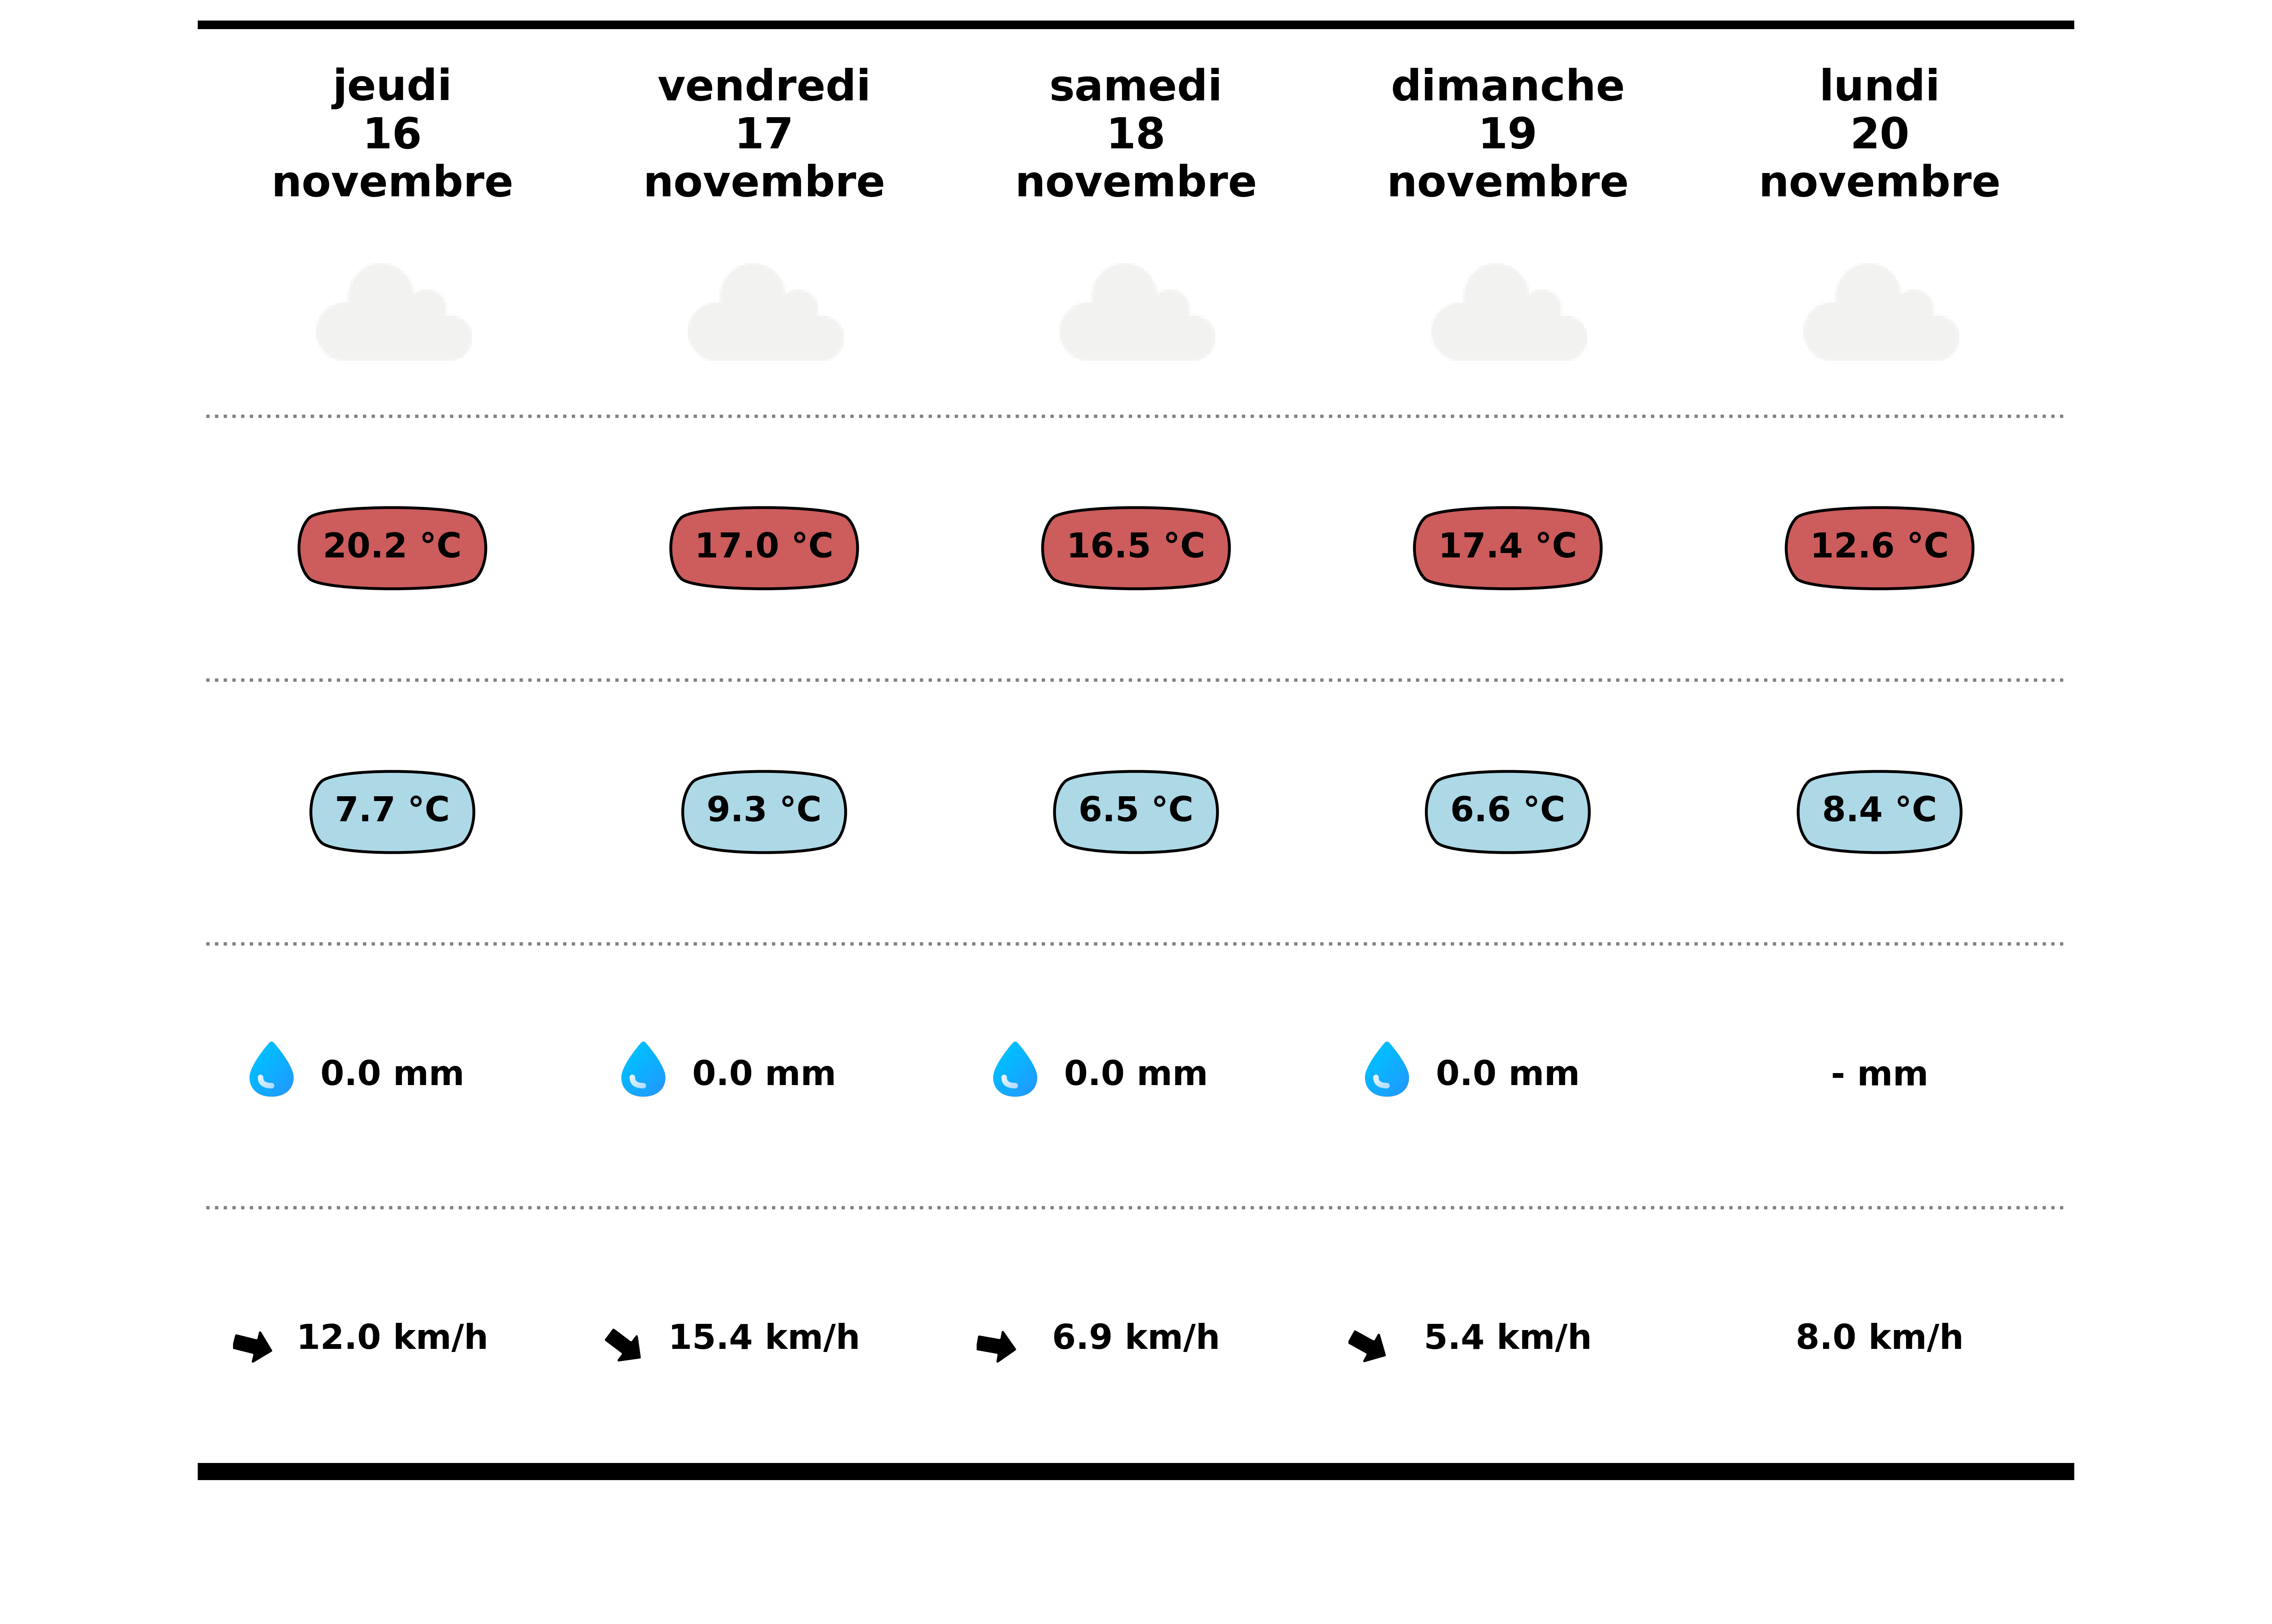 jeudi
16
novembre
vendredi
17
novembre
samedi
18
novembre
dimanche
19
novembre
lundi
20
novembre
20.2 °C
17.0 °C
16.5 °C
17.4 °C
12.6 °C
7.7 °C
9.3 °C
6.5 °C
6.6 °C
8.4 °C
0.0 mm
0.0 mm
0.0 mm
0.0 mm
- mm
12.0 km/h
15.4 km/h
6.9 km/h
5.4 km/h
8.0 km/h